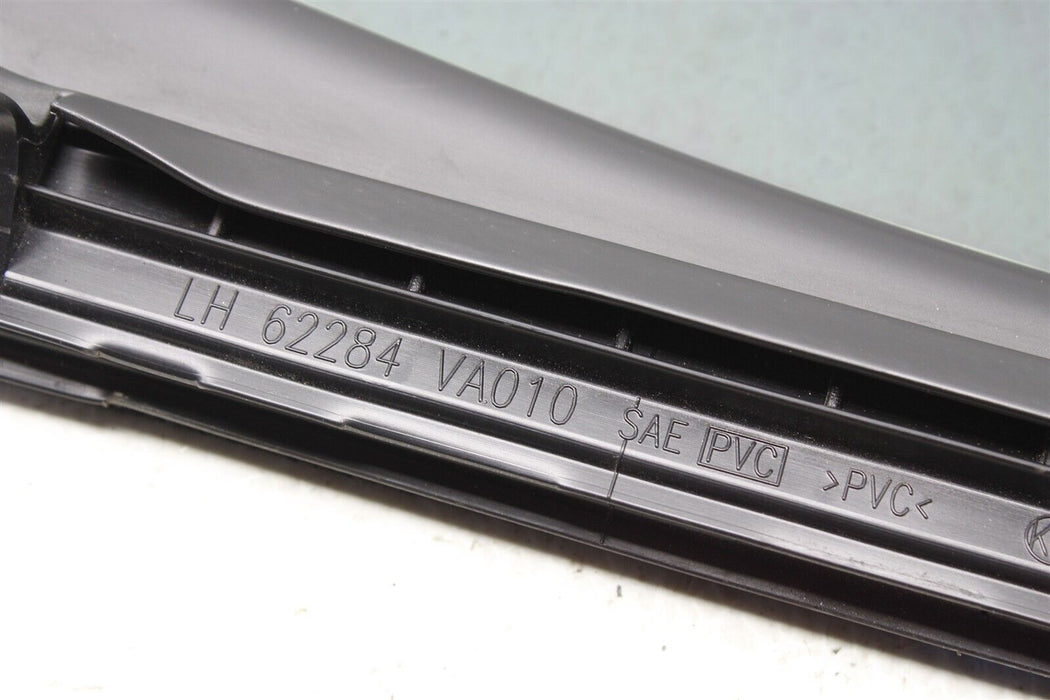 LH 62284 VA010 SAE PVC >PVC< K